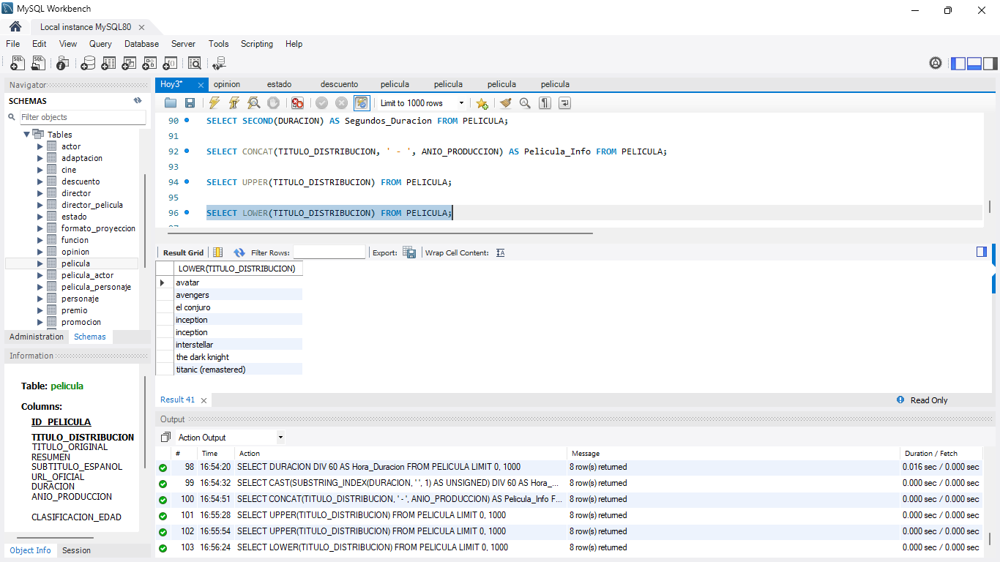 MySQL Workbench
Local instance MySQL80
File Edit View Query Database Server Tools Scripting Help
Navigator
SCHEMAS
Filter objects
Tables
actor
adaptacion
cine
descuento
director
director_pelicula
estado
formato_proyeccion
funcion
opinion
pelicula
pelicula_actor
pelicula_personaje
personaje
premio
promocion
Administration Schemas
Information
Table: pelicula
Columns:
ID_PELICULA
TITULO_DISTRIBUCION
TITULO_ORIGINAL
RESUMEN
SUBTITULO_ESPANOL
URL_OFICIAL
DURACION
ANIO_PRODUCCION
CLASIFICACION_EDAD
Object Info Session
Hoy3* opinion estado descuento pelicula pelicula pelicula pelicula
Limit to 1000 rows
90 SELECT SECOND(DURACION) AS Segundos_Duracion FROM PELICULA;
91
92 SELECT CONCAT(TITULO_DISTRIBUCION, ' - ', ANIO_PRODUCCION) AS Pelicula_Info FROM PELICULA;
93
94 SELECT UPPER(TITULO_DISTRIBUCION) FROM PELICULA;
95
96 SELECT LOWER(TITULO_DISTRIBUCION) FROM PELICULA;
Result Grid Filter Rows: Export: Wrap Cell Content:
LOWER(TITULO_DISTRIBUCION)
avatar
avengers
el conjuro
inception
inception
interstellar
the dark knight
titanic (remastered)
Result 41 Read Only
Output
Action Output
# Time Action Message Duration / Fetch
98 16:54:20 SELECT DURACION DIV 60 AS Hora_Duracion FROM PELICULA LIMIT 0, 1000 8 row(s) returned 0.016 sec / 0.000 sec
99 16:54:32 SELECT CAST(SUBSTRING_INDEX(DURACION, ' ', 1) AS UNSIGNED) DIV 60 AS Hora_... 8 row(s) returned 0.000 sec / 0.000 sec
100 16:54:51 SELECT CONCAT(TITULO_DISTRIBUCION, ' - ', ANIO_PRODUCCION) AS Pelicula_Info F... 8 row(s) returned 0.000 sec / 0.000 sec
101 16:55:28 SELECT UPPER(TITULO_DISTRIBUCION) FROM PELICULA LIMIT 0, 1000 8 row(s) returned 0.000 sec / 0.000 sec
102 16:55:54 SELECT UPPER(TITULO_DISTRIBUCION) FROM PELICULA LIMIT 0, 1000 8 row(s) returned 0.000 sec / 0.000 sec
103 16:56:24 SELECT LOWER(TITULO_DISTRIBUCION) FROM PELICULA LIMIT 0, 1000 8 row(s) returned 0.000 sec / 0.000 sec